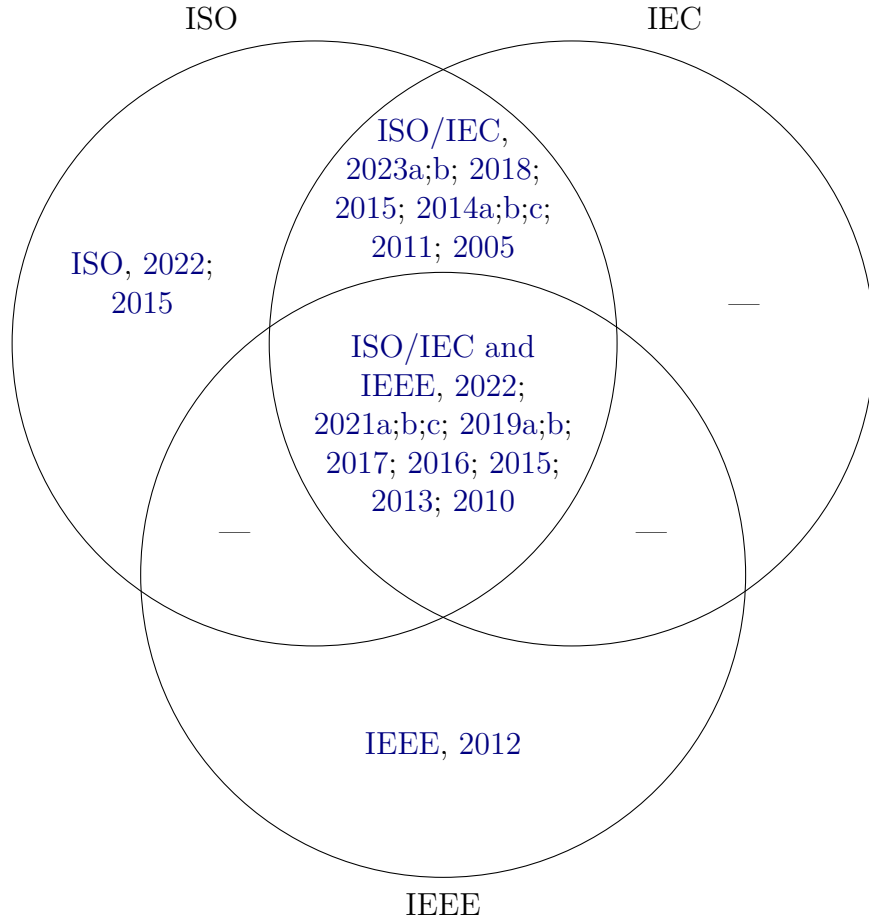 ISO
IEC
ISO/IEC,
2023a;b; 2018;
2015; 2014a;b;c;
2011; 2005
ISO, 2022;
2015
—
ISO/IEC and
IEEE, 2022;
2021a;b;c; 2019a;b;
2017; 2016; 2015;
2013; 2010
—
—
IEEE, 2012
IEEE